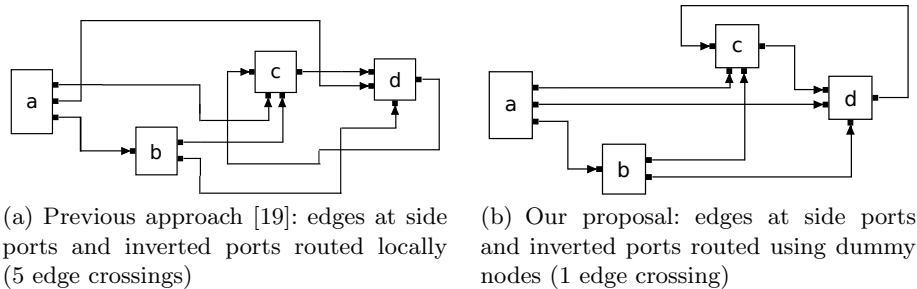 a
b
c
d
a
b
c
d
(a) Previous approach [19]: edges at side
ports and inverted ports routed locally
(5 edge crossings)
(b) Our proposal: edges at side ports
and inverted ports routed using dummy
nodes (1 edge crossing)